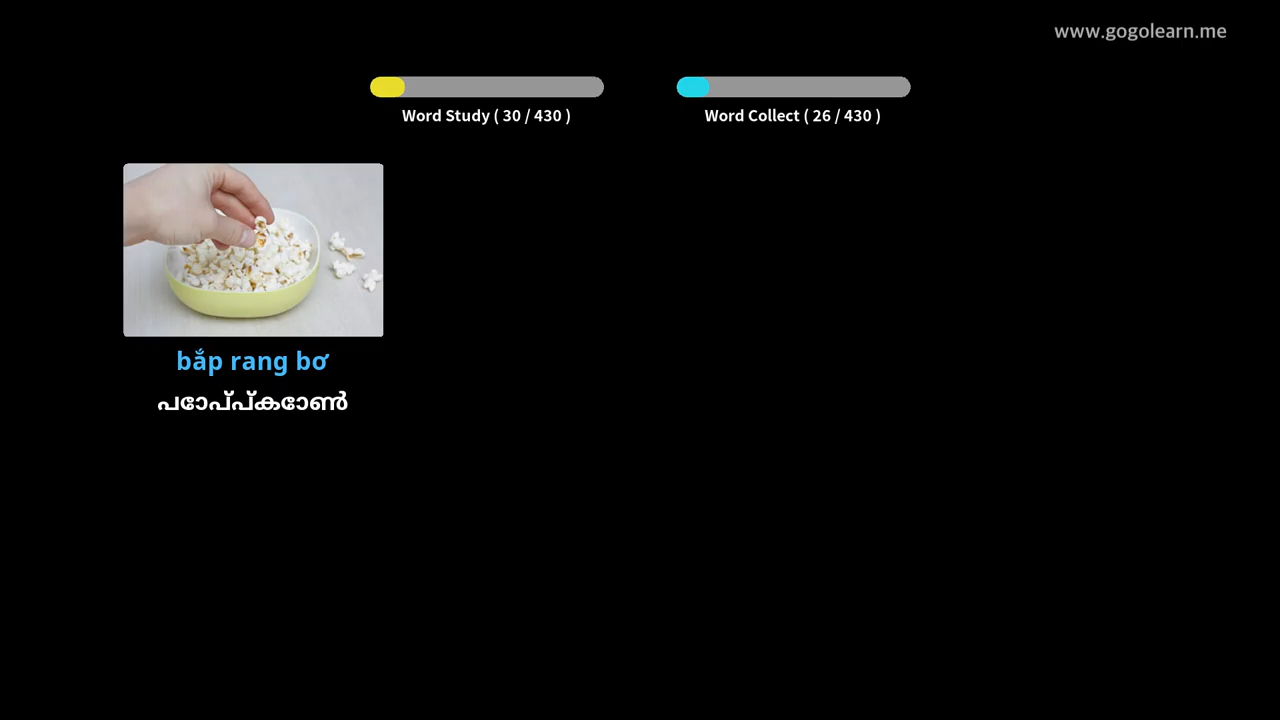 www.gogolearn.me
Word Study ( 30 / 430 )
Word Collect ( 26 / 430 )
bắp rang bơ
പോപ്പ്കോൺ